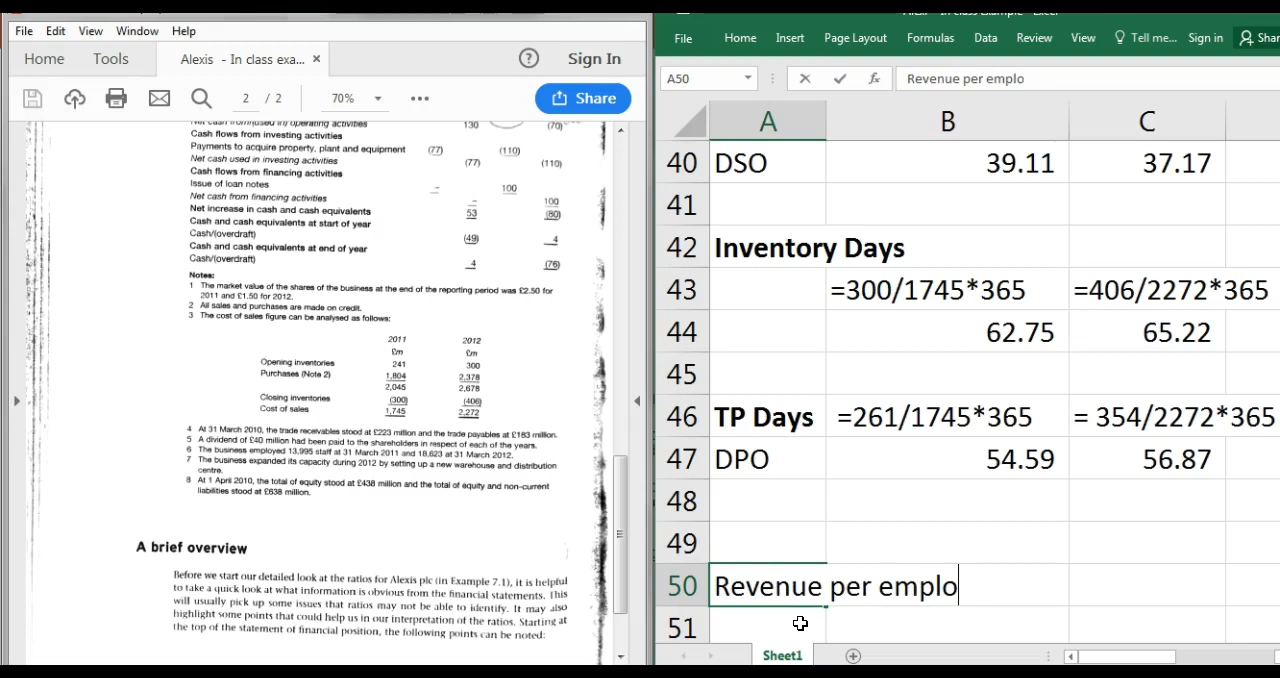 File Edit View Window Help
Home Tools Alexis - In class exa... × ? Sign In
2 / 2 70% Share
130 (70)
Cash flows from investing activities
Payments to acquire property, plant and equipment (77) (110)
Net cash used in investing activities (77) (110)
Cash flows from financing activities
Issue of loan notes – 100
Net cash from financing activities – 100
Net increase in cash and cash equivalents 53 (80)
Cash and cash equivalents at start of year
Cash/(overdraft) (49) 4
Cash and cash equivalents at end of year
Cash/(overdraft) 4 (76)
Notes:
1 The market value of the shares of the business at the end of the reporting period was £2.50 for
2011 and £1.50 for 2012.
2 All sales and purchases are made on credit.
3 The cost of sales figure can be analysed as follows:
2011 2012
£m £m
Opening inventories 241 300
Purchases (Note 2) 1,804 2,378
2,045 2,678
Closing inventories (300) (406)
Cost of sales 1,745 2,272
4 At 31 March 2010, the trade receivables stood at £223 million and the trade payables at £183 million.
5 A dividend of £40 million had been paid to the shareholders in respect of each of the years.
6 The business employed 13,995 staff at 31 March 2011 and 18,623 at 31 March 2012.
7 The business expanded its capacity during 2012 by setting up a new warehouse and distribution
centre.
8 At 1 April 2010, the total of equity stood at £438 million and the total of equity and non-current
liabilities stood at £638 million.
A brief overview
Before we start our detailed look at the ratios for Alexis plc (in Example 7.1), it is helpful
to take a quick look at what information is obvious from the financial statements. This
will usually pick up some issues that ratios may not be able to identify. It may also
highlight some points that could help us in our interpretation of the ratios. Starting at
the top of the statement of financial position, the following points can be noted:
File Home Insert Page Layout Formulas Data Review View Tell me... Sign in Shar
A50 fx Revenue per emplo
A B C
40 DSO 39.11 37.17
41
42 Inventory Days
43 =300/1745*365 =406/2272*365
44 62.75 65.22
45
46 TP Days =261/1745*365 = 354/2272*365
47 DPO 54.59 56.87
48
49
50 Revenue per emplo
51
Sheet1